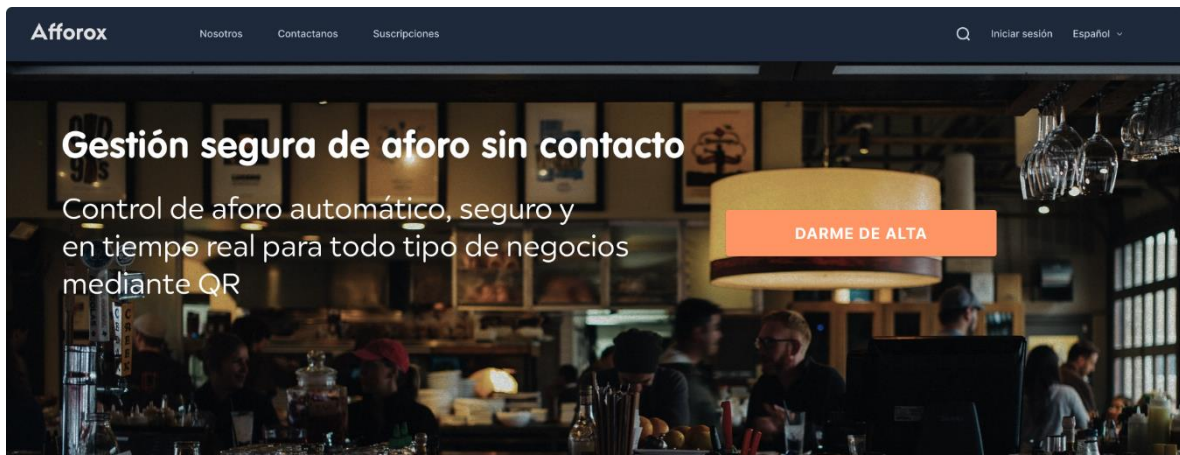 Afforox
Nosotros
Contactanos
Suscripciones
Iniciar sesión
Español
Gestión segura de aforo sin contacto
Control de aforo automático, seguro y
en tiempo real para todo tipo de negocios
mediante QR
DARME DE ALTA